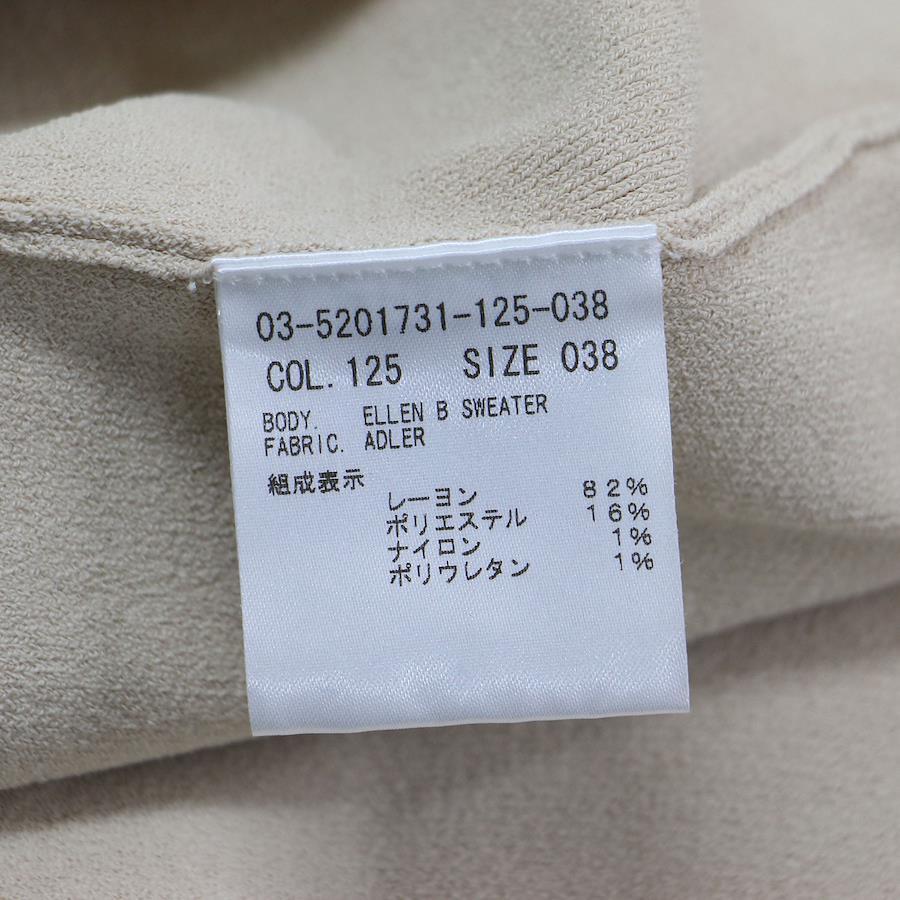 03-5201731-125-038
COL. 125 SIZE 038
BODY. ELLEN B SWEATER
FABRIC. ADLER
組成表示
レーヨン 82%
ポリエステル 16%
ナイロン 1%
ポリウレタン 1%